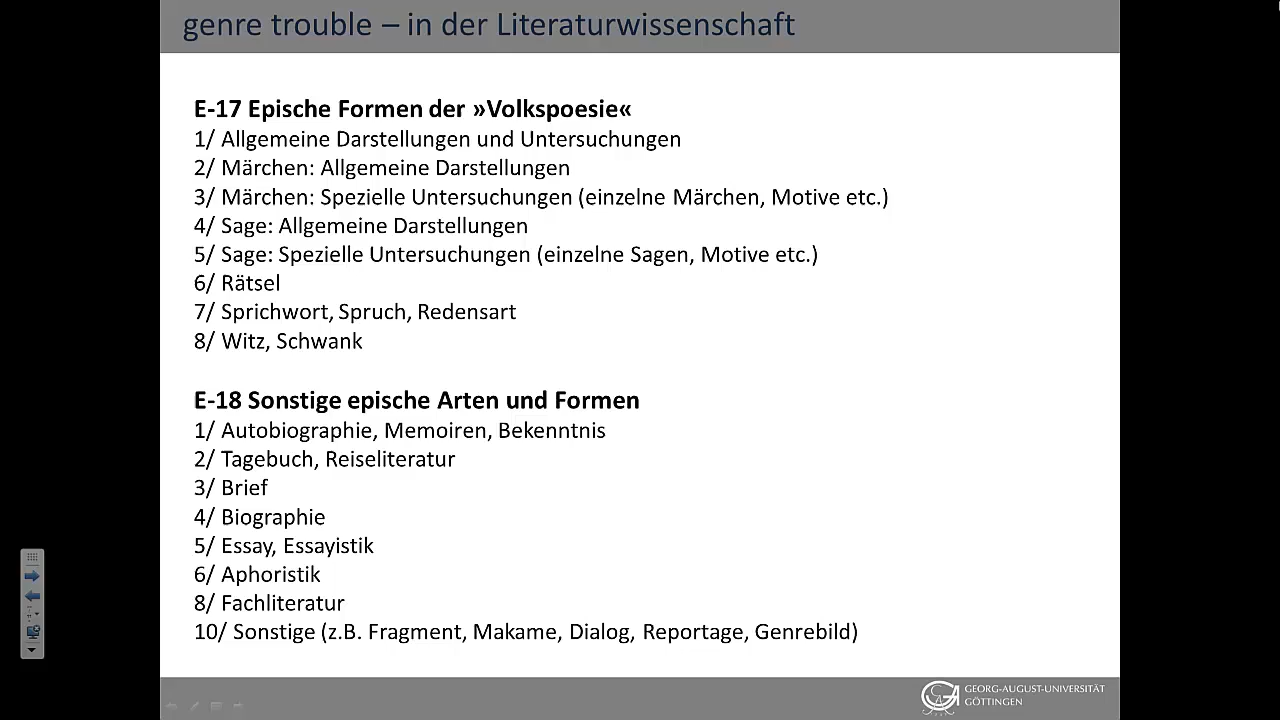 genre trouble – in der Literaturwissenschaft
E-17 Epische Formen der »Volkspoesie«
1/ Allgemeine Darstellungen und Untersuchungen
2/ Märchen: Allgemeine Darstellungen
3/ Märchen: Spezielle Untersuchungen (einzelne Märchen, Motive etc.)
4/ Sage: Allgemeine Darstellungen
5/ Sage: Spezielle Untersuchungen (einzelne Sagen, Motive etc.)
6/ Rätsel
7/ Sprichwort, Spruch, Redensart
8/ Witz, Schwank
E-18 Sonstige epische Arten und Formen
1/ Autobiographie, Memoiren, Bekenntnis
2/ Tagebuch, Reiseliteratur
3/ Brief
4/ Biographie
5/ Essay, Essayistik
6/ Aphoristik
8/ Fachliteratur
10/ Sonstige (z.B. Fragment, Makame, Dialog, Reportage, Genrebild)
GEORG-AUGUST-UNIVERSITÄT
GÖTTINGEN